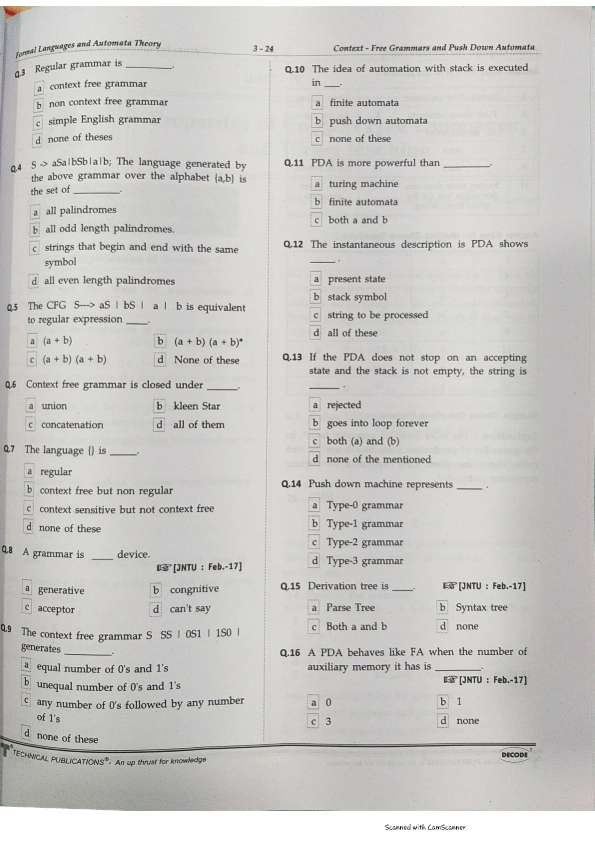 Formal Languages and Automata Theory
3 - 24
Context - Free Grammars and Push Down Automata
Q.3 Regular grammar is ________.
a context free grammar
b non context free grammar
c simple English grammar
d none of theses
Q.4 S -> aSa|bSb|a|b; The language generated by
the above grammar over the alphabet {a,b} is
the set of ________.
a all palindromes
b all odd length palindromes.
c strings that begin and end with the same
symbol
d all even length palindromes
Q.5 The CFG S---> aS | bS | a | b is equivalent
to regular expression ____.
a (a + b)
b (a + b) (a + b)*
c (a + b) (a + b)
d None of these
Q.6 Context free grammar is closed under ______.
a union
b kleen Star
c concatenation
d all of them
Q.7 The language {} is _____.
a regular
b context free but non regular
c context sensitive but not context free
d none of these
Q.8 A grammar is ____ device.
☞ [JNTU : Feb.-17]
a generative
b congnitive
c acceptor
d can't say
Q.9 The context free grammar S SS | 0S1 | 1S0 |
generates ________.
a equal number of 0's and 1's
b unequal number of 0's and 1's
c any number of 0's followed by any number
of 1's
d none of these
Q.10 The idea of automation with stack is executed
in ___.
a finite automata
b push down automata
c none of these
Q.11 PDA is more powerful than ________.
a turing machine
b finite automata
c both a and b
Q.12 The instantaneous description is PDA shows
_____ .
a present state
b stack symbol
c string to be processed
d all of these
Q.13 If the PDA does not stop on an accepting
state and the stack is not empty, the string is
______ .
a rejected
b goes into loop forever
c both (a) and (b)
d none of the mentioned
Q.14 Push down machine represents _____ .
a Type-0 grammar
b Type-1 grammar
c Type-2 grammar
d Type-3 grammar
Q.15 Derivation tree is ____. ☞ [JNTU : Feb.-17]
a Parse Tree
b Syntax tree
c Both a and b
d none
Q.16 A PDA behaves like FA when the number of
auxiliary memory it has is ________.
☞ [JNTU : Feb.-17]
a 0
b 1
c 3
d none
TECHNICAL PUBLICATIONS®- An up thrust for knowledge
DECODE
Scanned with CamScanner